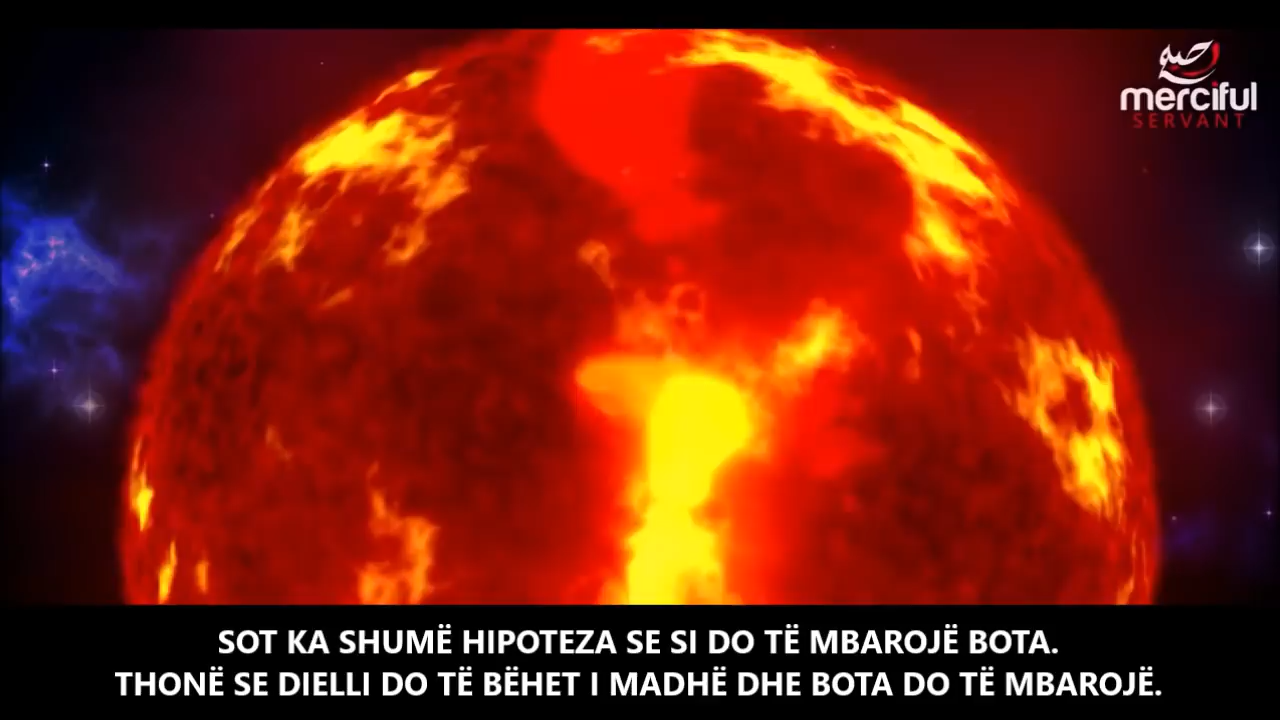 merciful
SERVANT
SOT KA SHUMË HIPOTEZA SE SI DO TË MBAROJË BOTA.
THONË SE DIELLI DO TË BËHET I MADHË DHE BOTA DO TË MBAROJË.